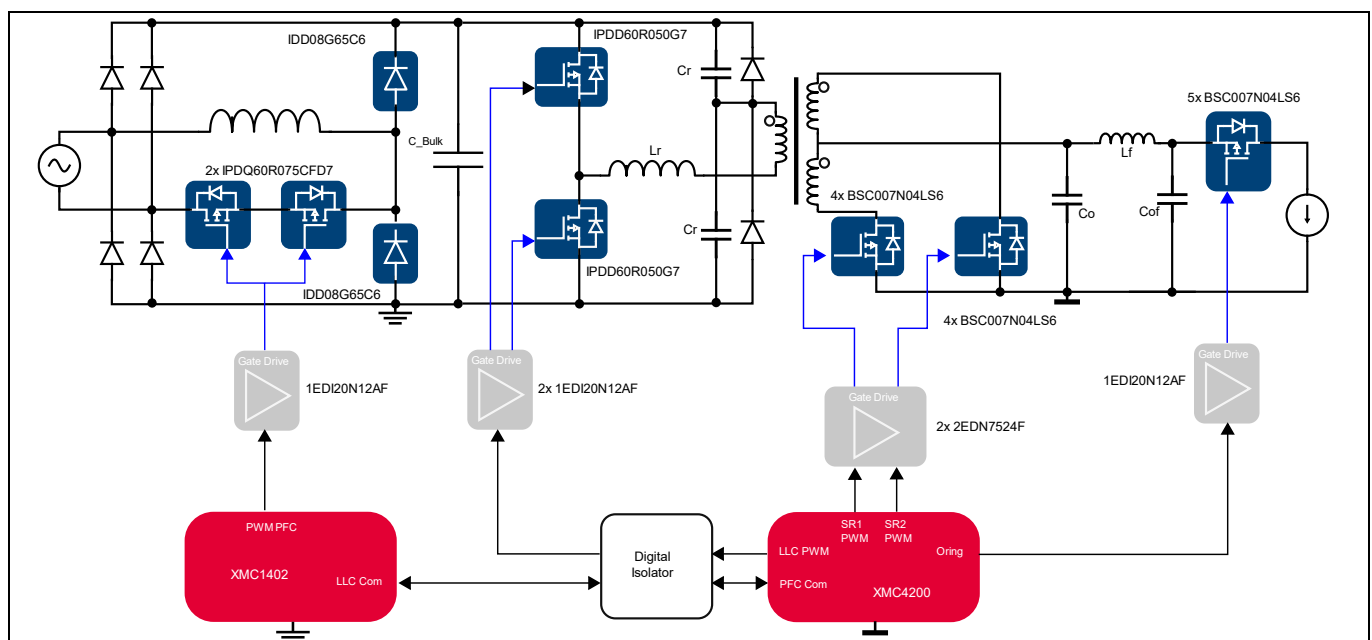 IDD08G65C6
IPDD60R050G7
Cr
5x BSC007N04LS6
C_Bulk
Lr
Lf
2x IPDQ60R075CFD7
4x BSC007N04LS6
Co
Cof
Cr
IPDD60R050G7
IDD08G65C6
4x BSC007N04LS6
Gate Drive
1EDI20N12AF
Gate Drive
2x 1EDI20N12AF
Gate Drive
2x 2EDN7524F
Gate Drive
1EDI20N12AF
PWM PFC
XMC1402
LLC Com
Digital
Isolator
SR1
PWM
SR2
PWM
LLC PWM
Oring
PFC Com
XMC4200